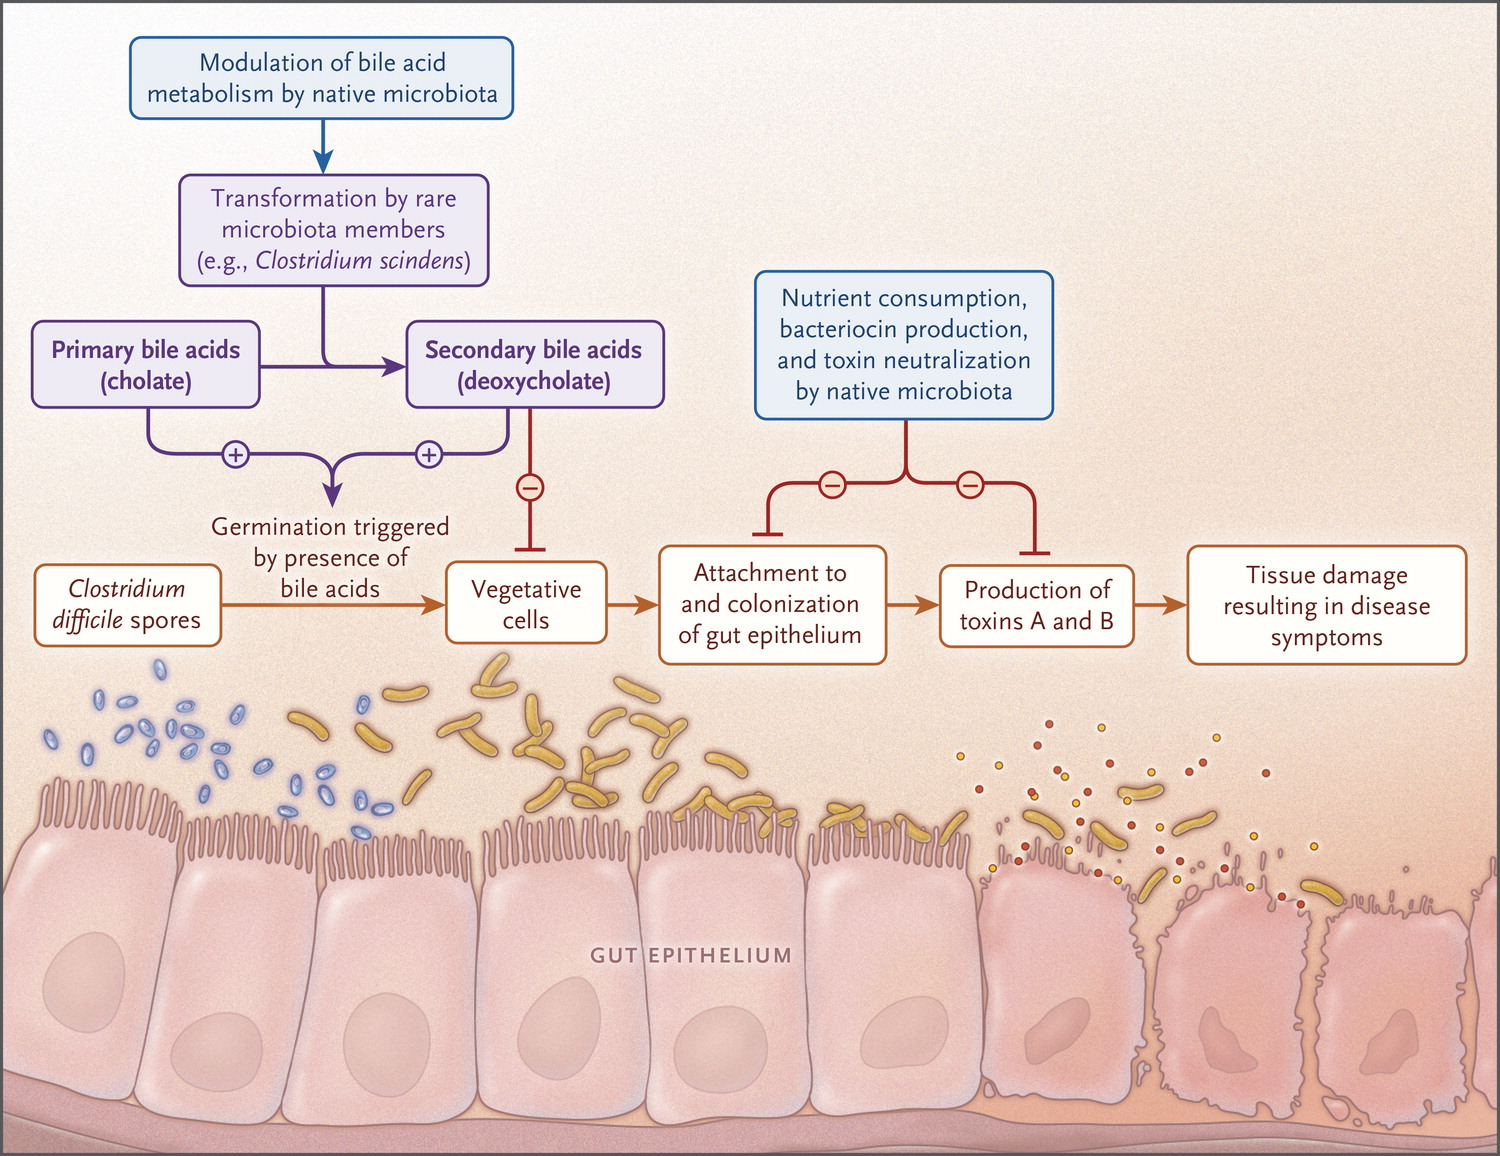 Modulation of bile acid
metabolism by native microbiota
Transformation by rare
microbiota members
(e.g., Clostridium scindens)
Primary bile acids
(cholate)
Secondary bile acids
(deoxycholate)
Nutrient consumption,
bacteriocin production,
and toxin neutralization
by native microbiota
+
+
−
−
−
Germination triggered
by presence of
bile acids
Clostridium
difficile spores
Vegetative
cells
Attachment to
and colonization
of gut epithelium
Production of
toxins A and B
Tissue damage
resulting in disease
symptoms
GUT EPITHELIUM